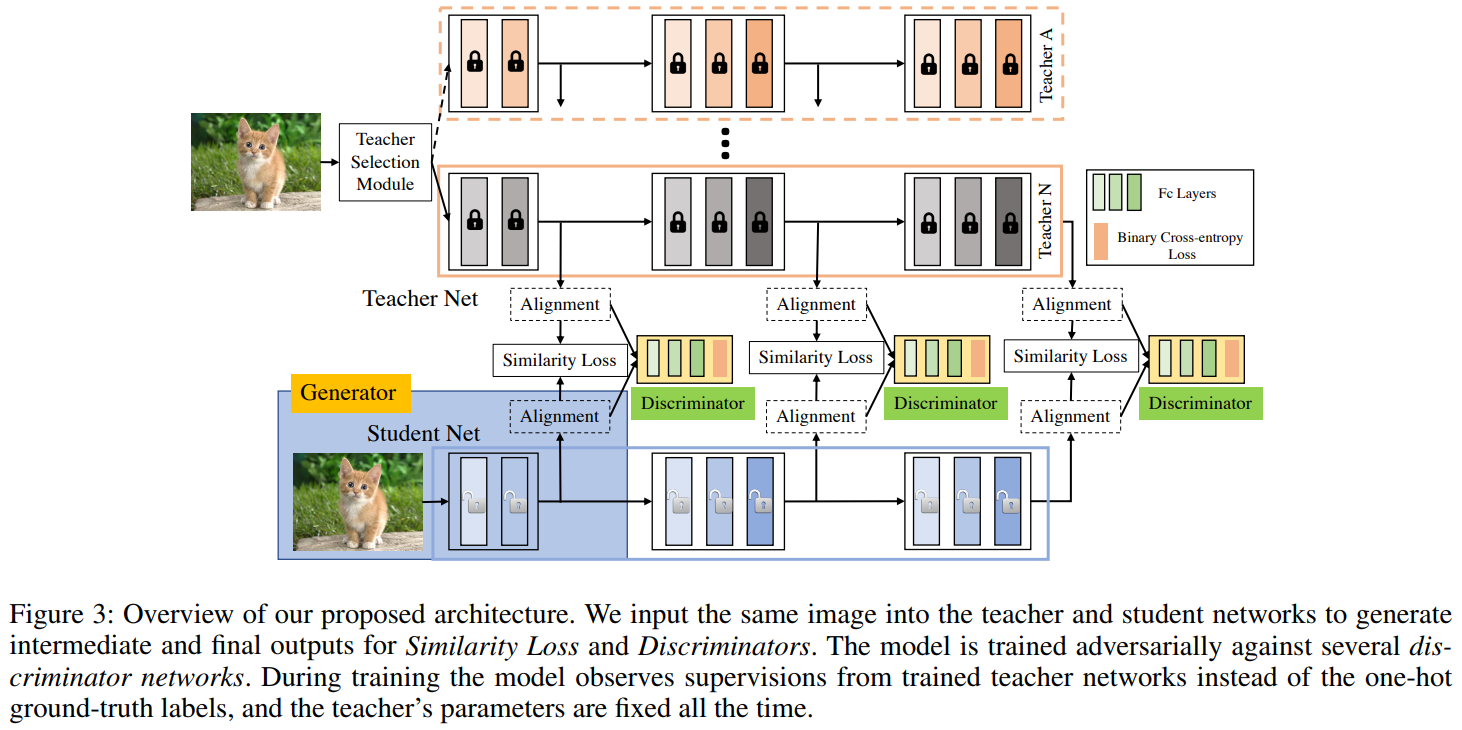 Teacher A
Teacher
Selection
Module
Teacher N
Fc Layers
Binary Cross-entropy
Loss
Teacher Net
Alignment
Alignment
Alignment
Similarity Loss
Similarity Loss
Similarity Loss
Generator
Alignment
Discriminator
Alignment
Discriminator
Alignment
Discriminator
Student Net
Figure 3: Overview of our proposed architecture. We input the same image into the teacher and student networks to generate
intermediate and final outputs for Similarity Loss and Discriminators. The model is trained adversarially against several dis-
criminator networks. During training the model observes supervisions from trained teacher networks instead of the one-hot
ground-truth labels, and the teacher's parameters are fixed all the time.